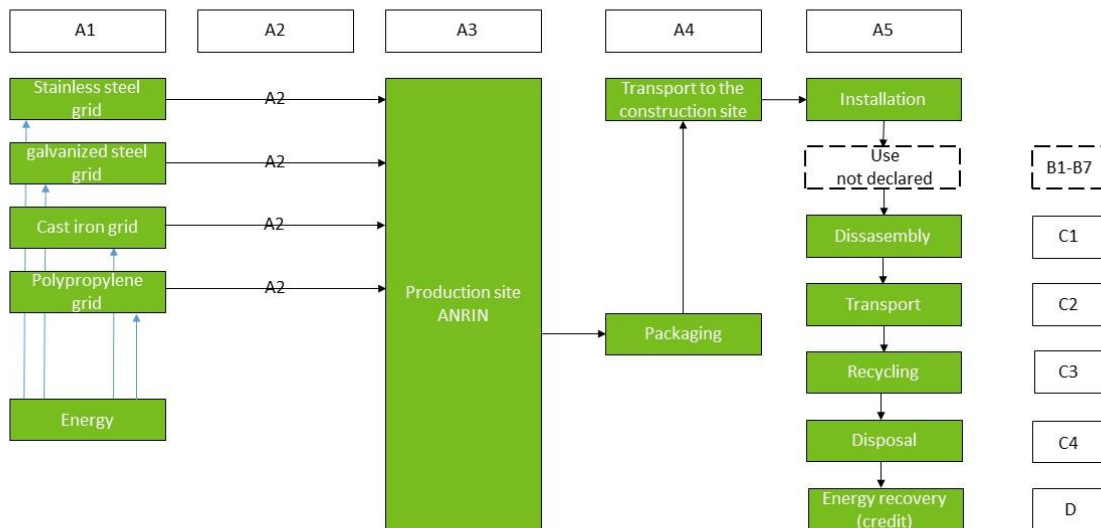 A1
A2
A3
A4
A5
Stainless steel
grid
A2
Transport to the
construction site
Installation
galvanized steel
grid
A2
Use
not declared
B1-B7
Cast iron grid
A2
Dissasembly
C1
Polypropylene
grid
A2
Production site
ANRIN
Transport
C2
Packaging
Recycling
C3
Energy
Disposal
C4
Energy recovery
(credit)
D